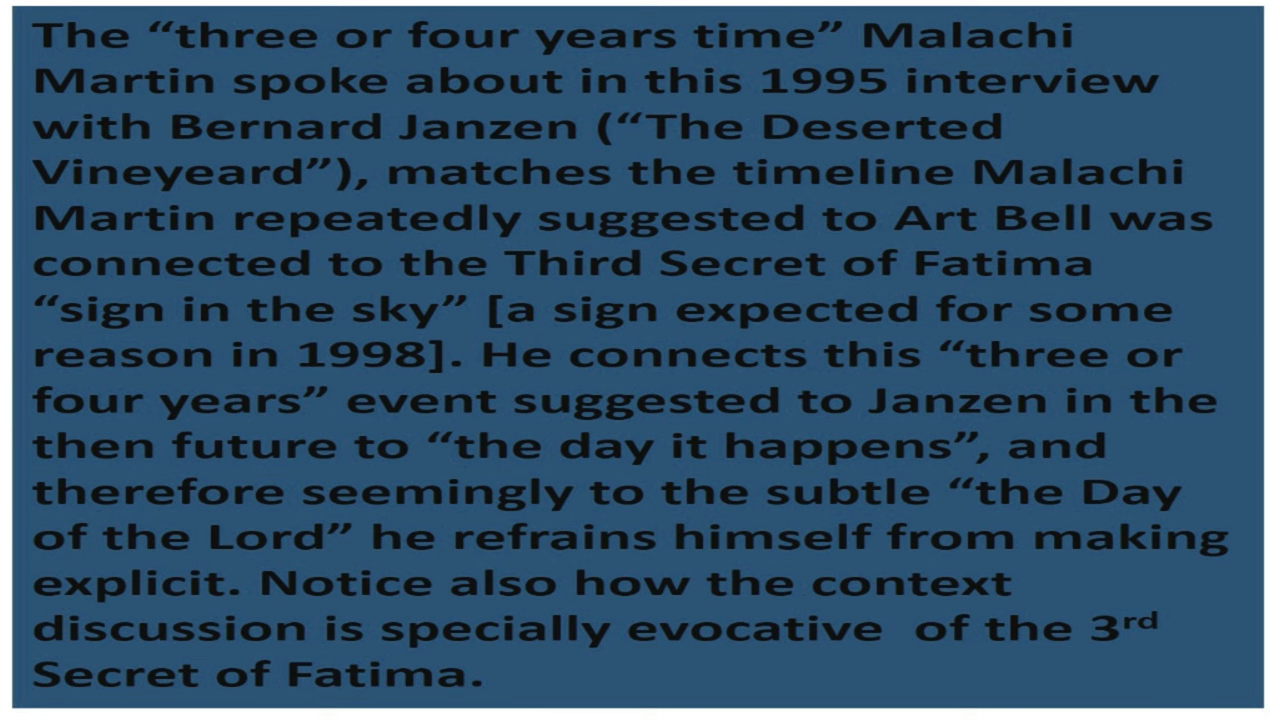 The “three or four years time” Malachi
Martin spoke about in this 1995 interview
with Bernard Janzen (“The Deserted
Vineyeard”), matches the timeline Malachi
Martin repeatedly suggested to Art Bell was
connected to the Third Secret of Fatima
“sign in the sky” [a sign expected for some
reason in 1998]. He connects this “three or
four years” event suggested to Janzen in the
then future to “the day it happens”, and
therefore seemingly to the subtle “the Day
of the Lord” he refrains himself from making
explicit. Notice also how the context
discussion is specially evocative  of the 3rd
Secret of Fatima.